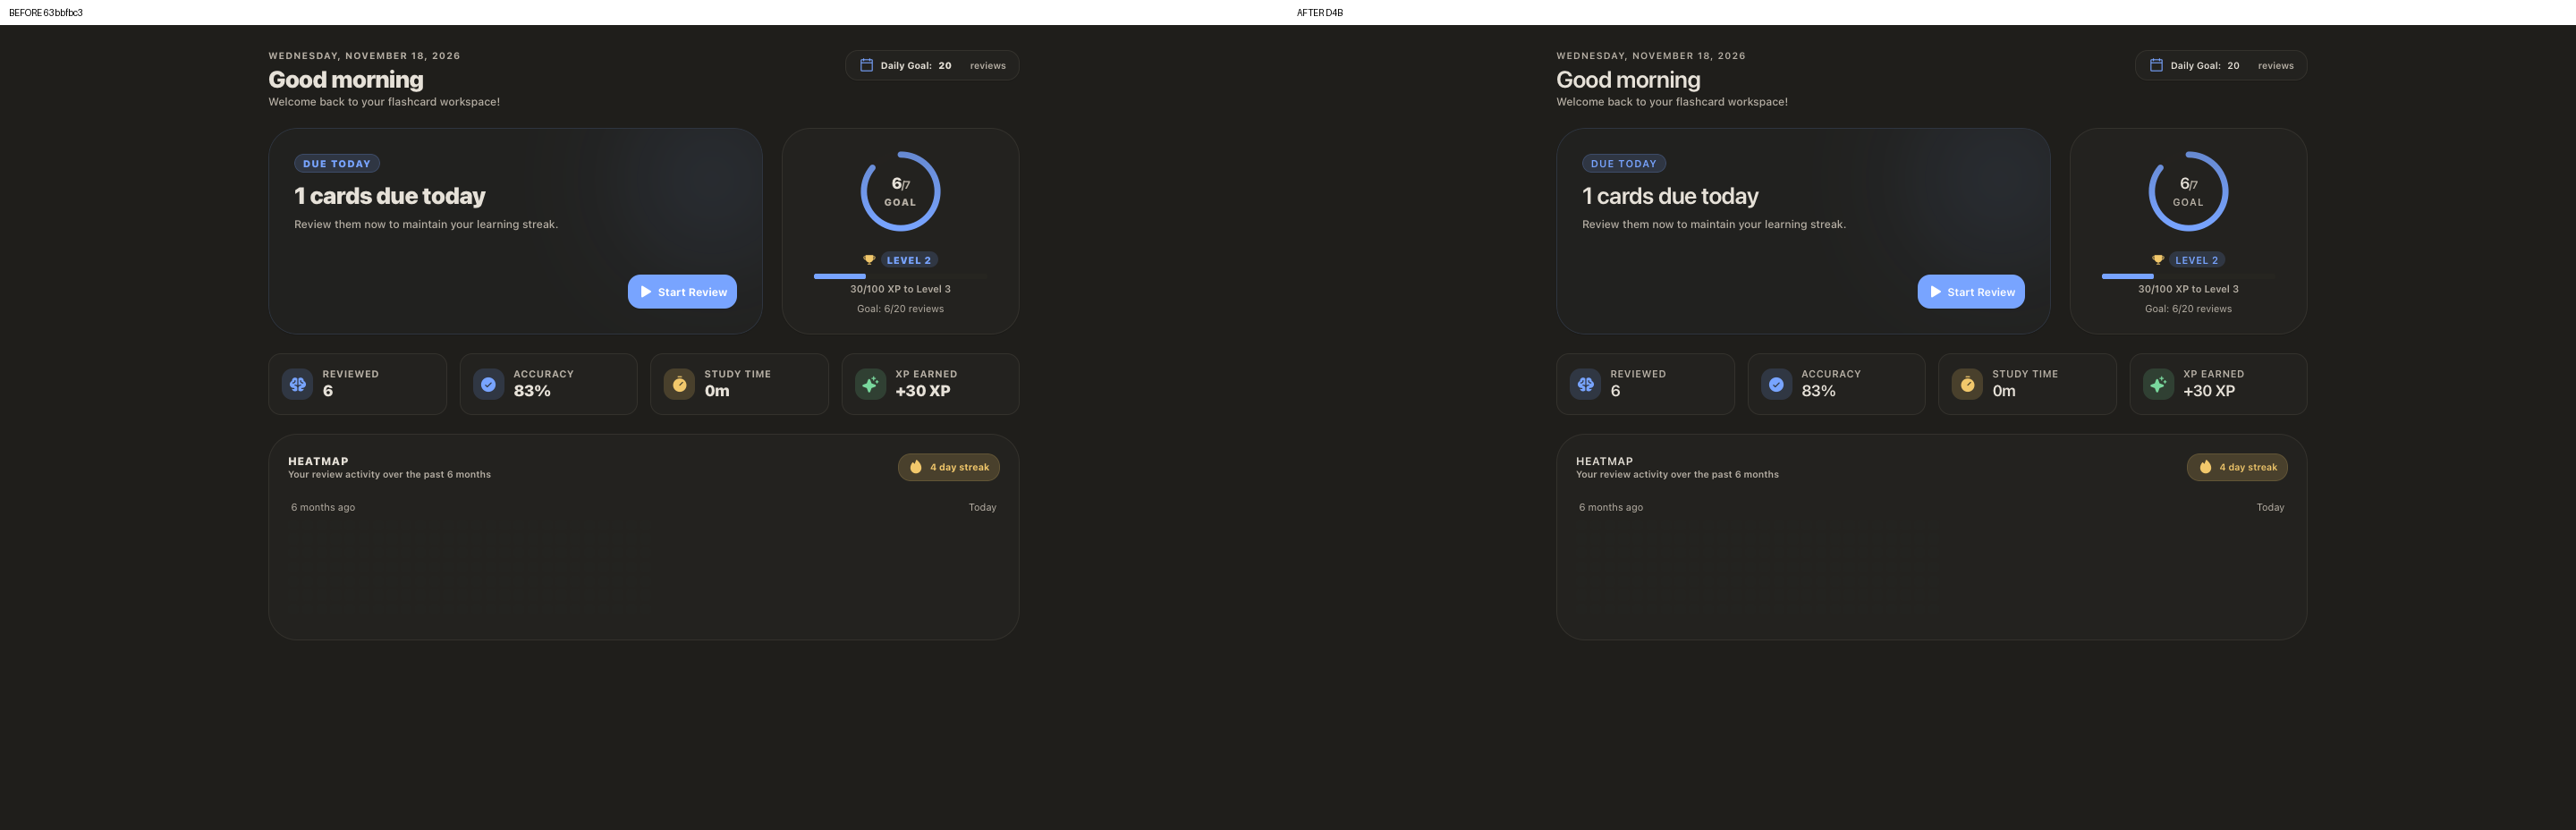 BEFORE 63bbfbc3
WEDNESDAY, NOVEMBER 18, 2026
Good morning
Welcome back to your flashcard workspace!
Daily Goal: 20 reviews
DUE TODAY
1 cards due today
Review them now to maintain your learning streak.
Start Review
6/7
GOAL
LEVEL 2
30/100 XP to Level 3
Goal: 6/20 reviews
REVIEWED
6
ACCURACY
83%
STUDY TIME
0m
XP EARNED
+30 XP
HEATMAP
Your review activity over the past 6 months
4 day streak
6 months ago
Today
AFTER D4B
WEDNESDAY, NOVEMBER 18, 2026
Good morning
Welcome back to your flashcard workspace!
Daily Goal: 20 reviews
DUE TODAY
1 cards due today
Review them now to maintain your learning streak.
Start Review
6/7
GOAL
LEVEL 2
30/100 XP to Level 3
Goal: 6/20 reviews
REVIEWED
6
ACCURACY
83%
STUDY TIME
0m
XP EARNED
+30 XP
HEATMAP
Your review activity over the past 6 months
4 day streak
6 months ago
Today